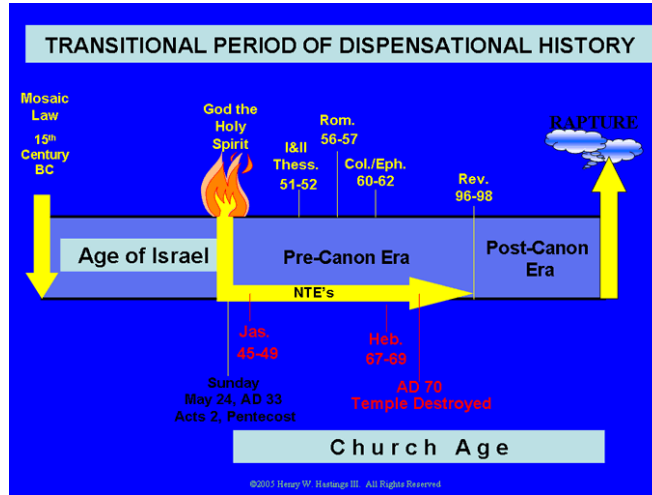 TRANSITIONAL PERIOD OF DISPENSATIONAL HISTORY
Mosaic
Law
15th
Century
BC
God the
Holy
Spirit
I&II
Thess.
51-52
Rom.
56-57
Col./Eph.
60-62
Rev.
96-98
RAPTURE
Age of Israel
Pre-Canon Era
Post-Canon
Era
NTE's
Jas.
45-49
Heb.
67-69
AD 70
Temple Destroyed
Sunday
May 24, AD 33
Acts 2, Pentecost
Church Age
©2005 Henry W. Hastings III. All Rights Reserved